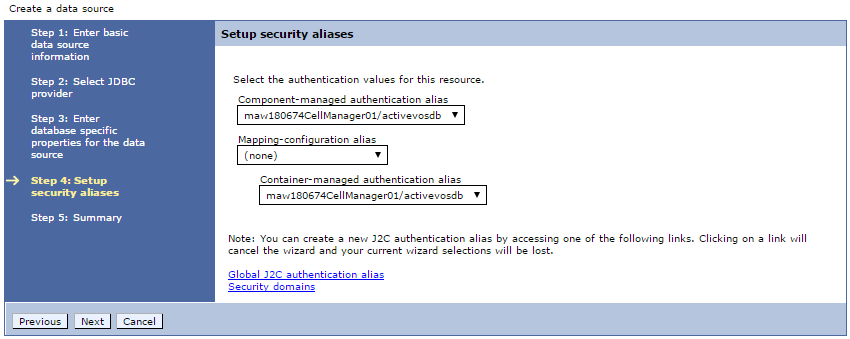 Create a data source
Step 1: Enter basic
data source
information
Step 2: Select JDBC
provider
Step 3: Enter
database specific
properties for the data
source
Step 4: Setup
security aliases
Step 5: Summary
Setup security aliases
Select the authentication values for this resource.
Component-managed authentication alias
maw180674CellManager01/activevosdb
Mapping-configuration alias
(none)
Container-managed authentication alias
maw180674CellManager01/activevosdb
Note: You can create a new J2C authentication alias by accessing one of the following links. Clicking on a link will
cancel the wizard and your current wizard selections will be lost.
Global J2C authentication alias
Security domains
Previous Next Cancel